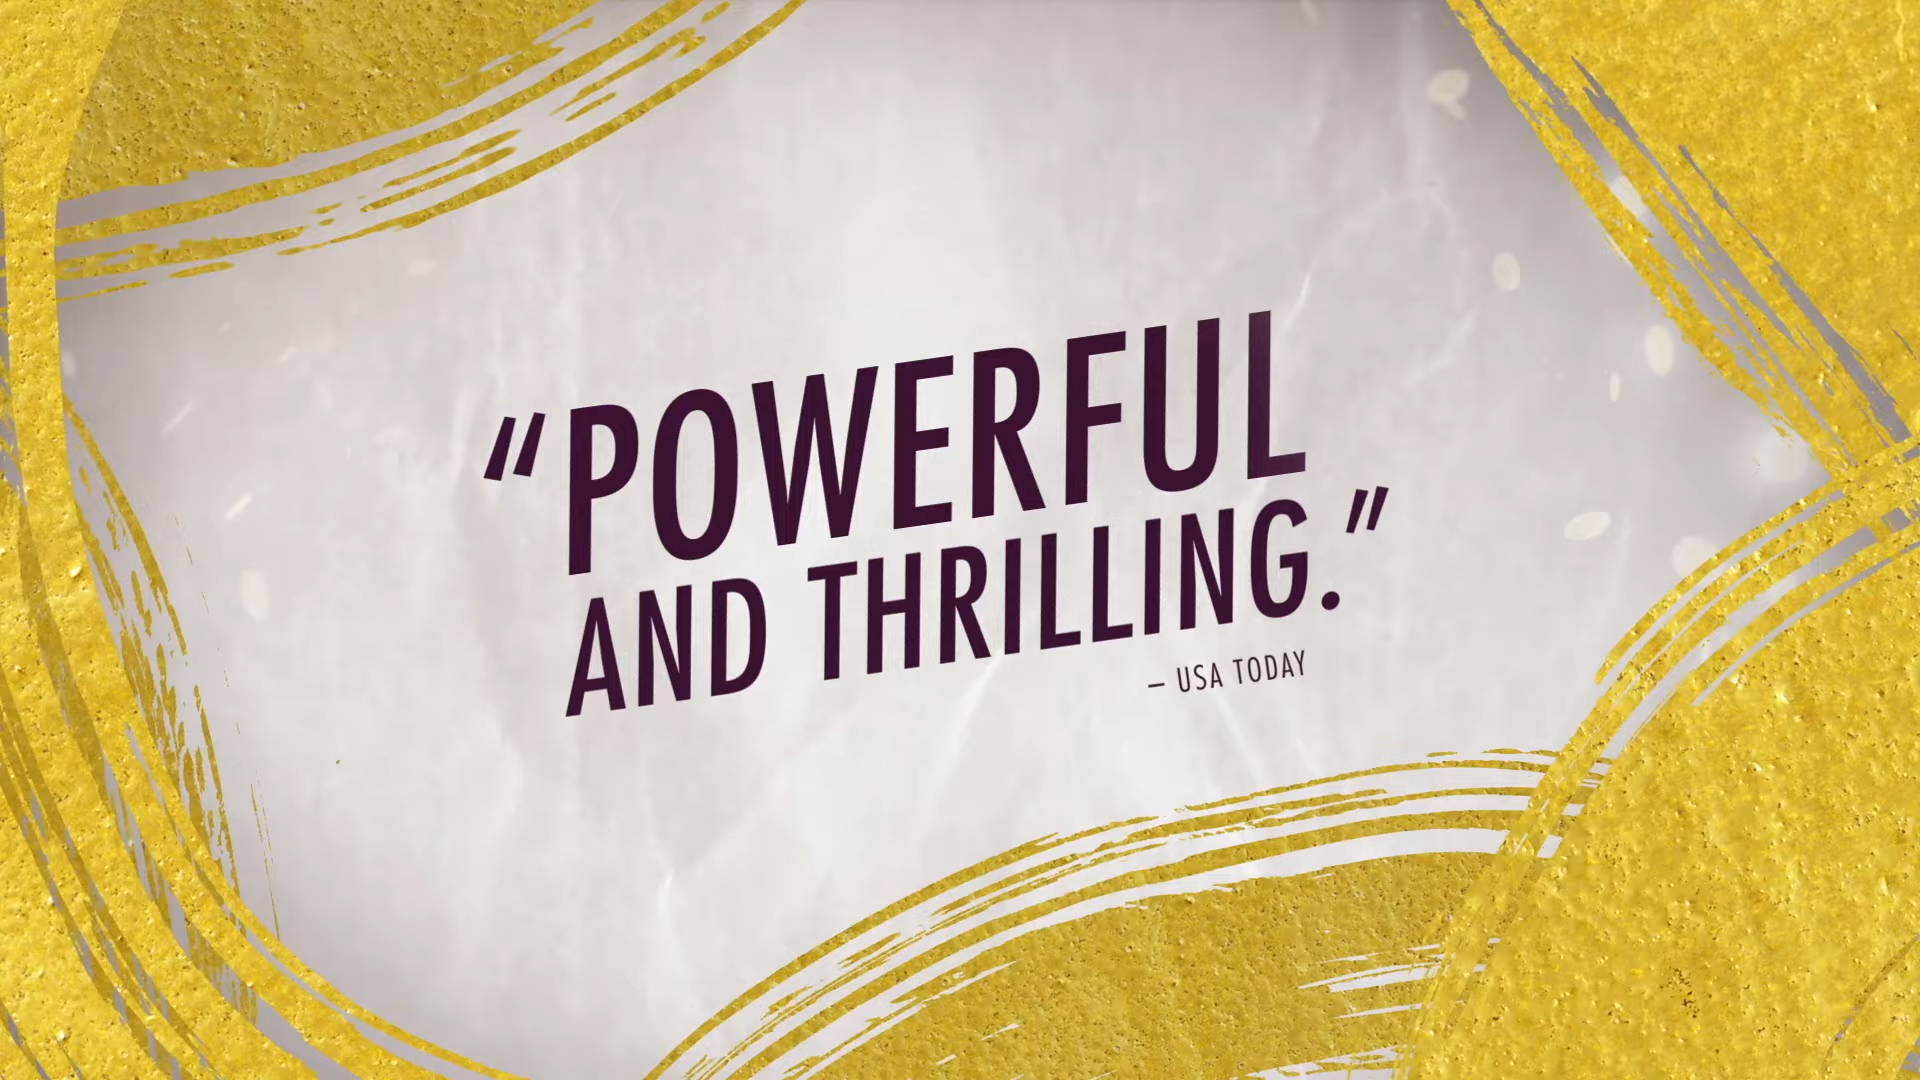 “POWERFUL
AND THRILLING.”
– USA TODAY